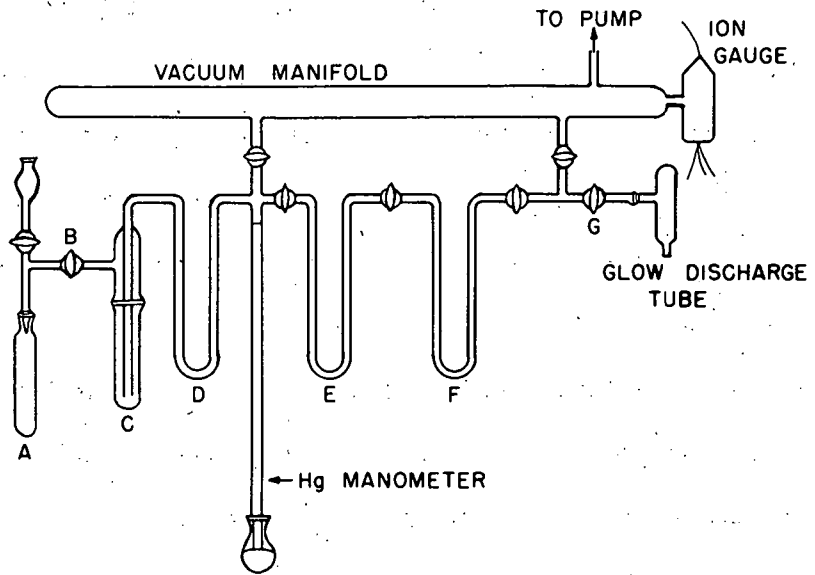 TO PUMP
ION
GAUGE
VACUUM MANIFOLD
B
G
GLOW DISCHARGE
TUBE
D
E
F
C
A
Hg MANOMETER